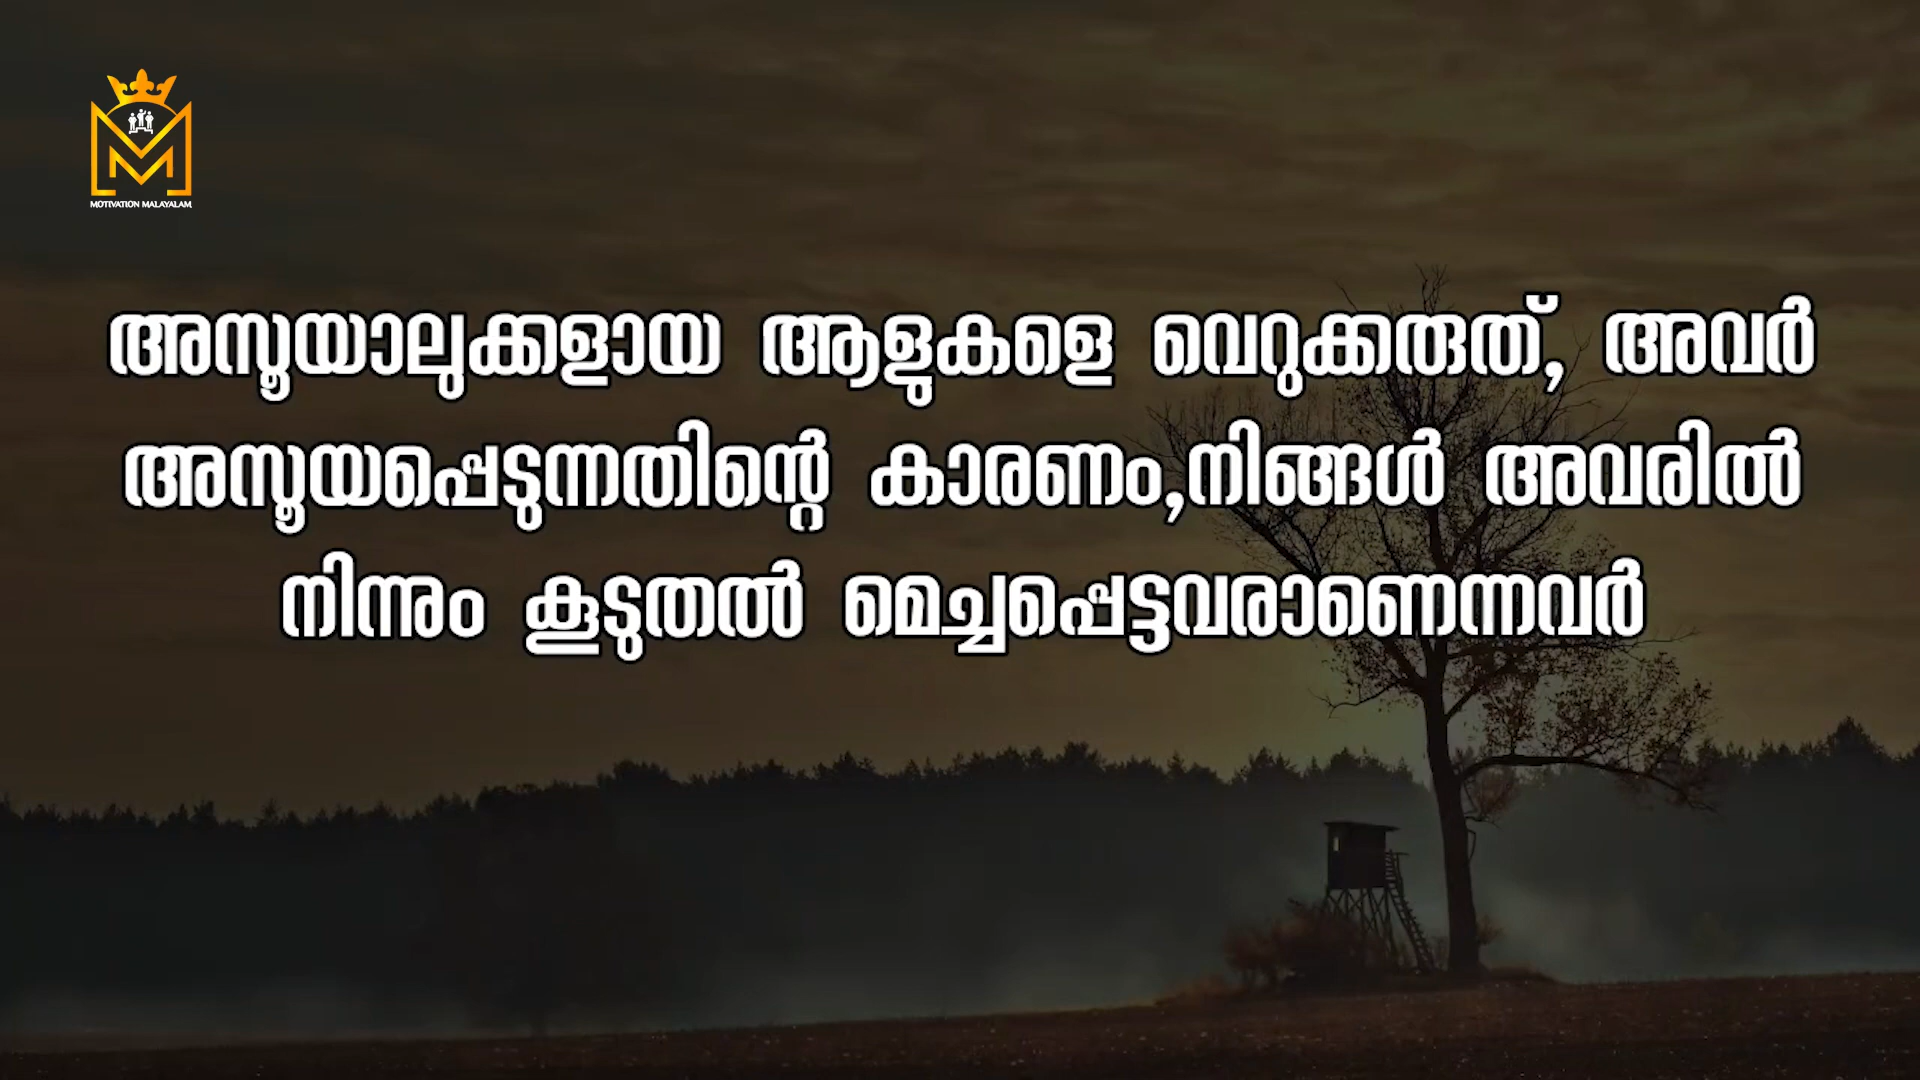 MOTIVATION MALAYALAM
അസൂയാലുക്കളായ ആളുകളെ വെറുക്കരുത്, അവർ
അസൂയപ്പെടുന്നതിന്റെ കാരണം,നിങ്ങൾ അവരിൽ
നിന്നും കൂടുതൽ മെച്ചപ്പെട്ടവരാണെന്നവർ